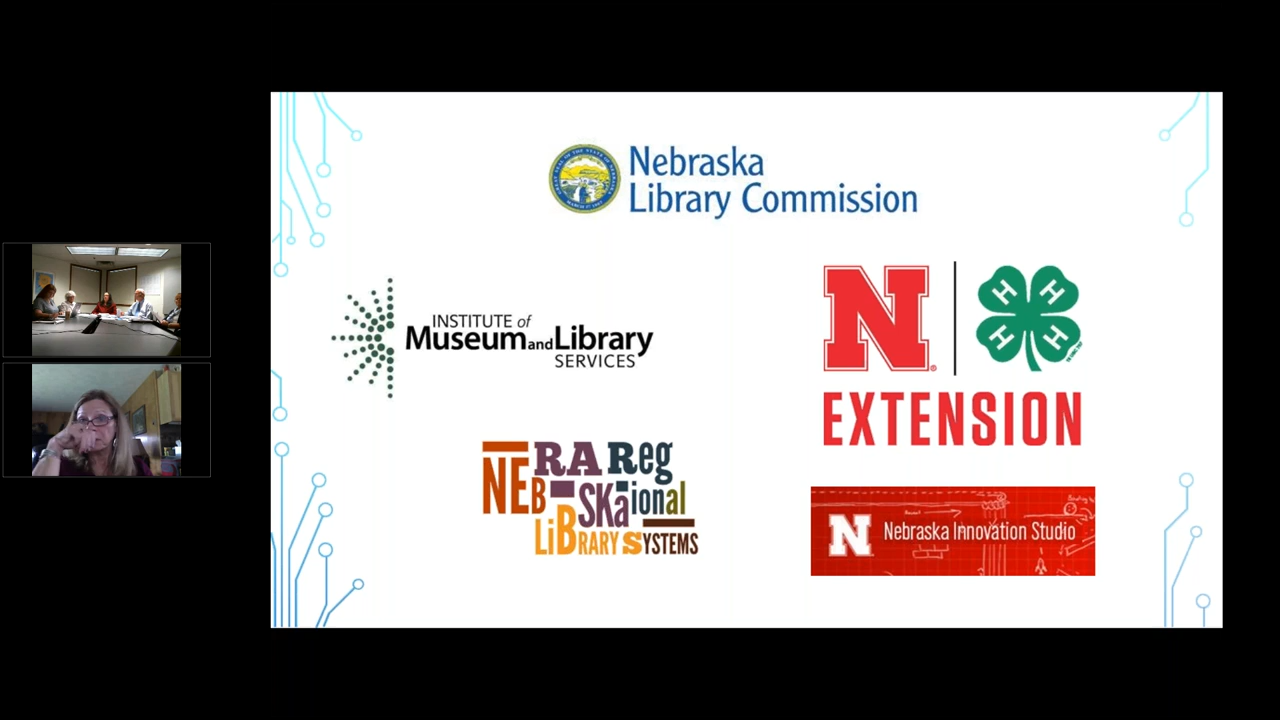 Nebraska
Library Commission
INSTITUTE of
Museum and Library
SERVICES
N
H H
H H
EXTENSION
NEBRASKA Regional
LiBRARY SYSTEMS
N Nebraska Innovation Studio